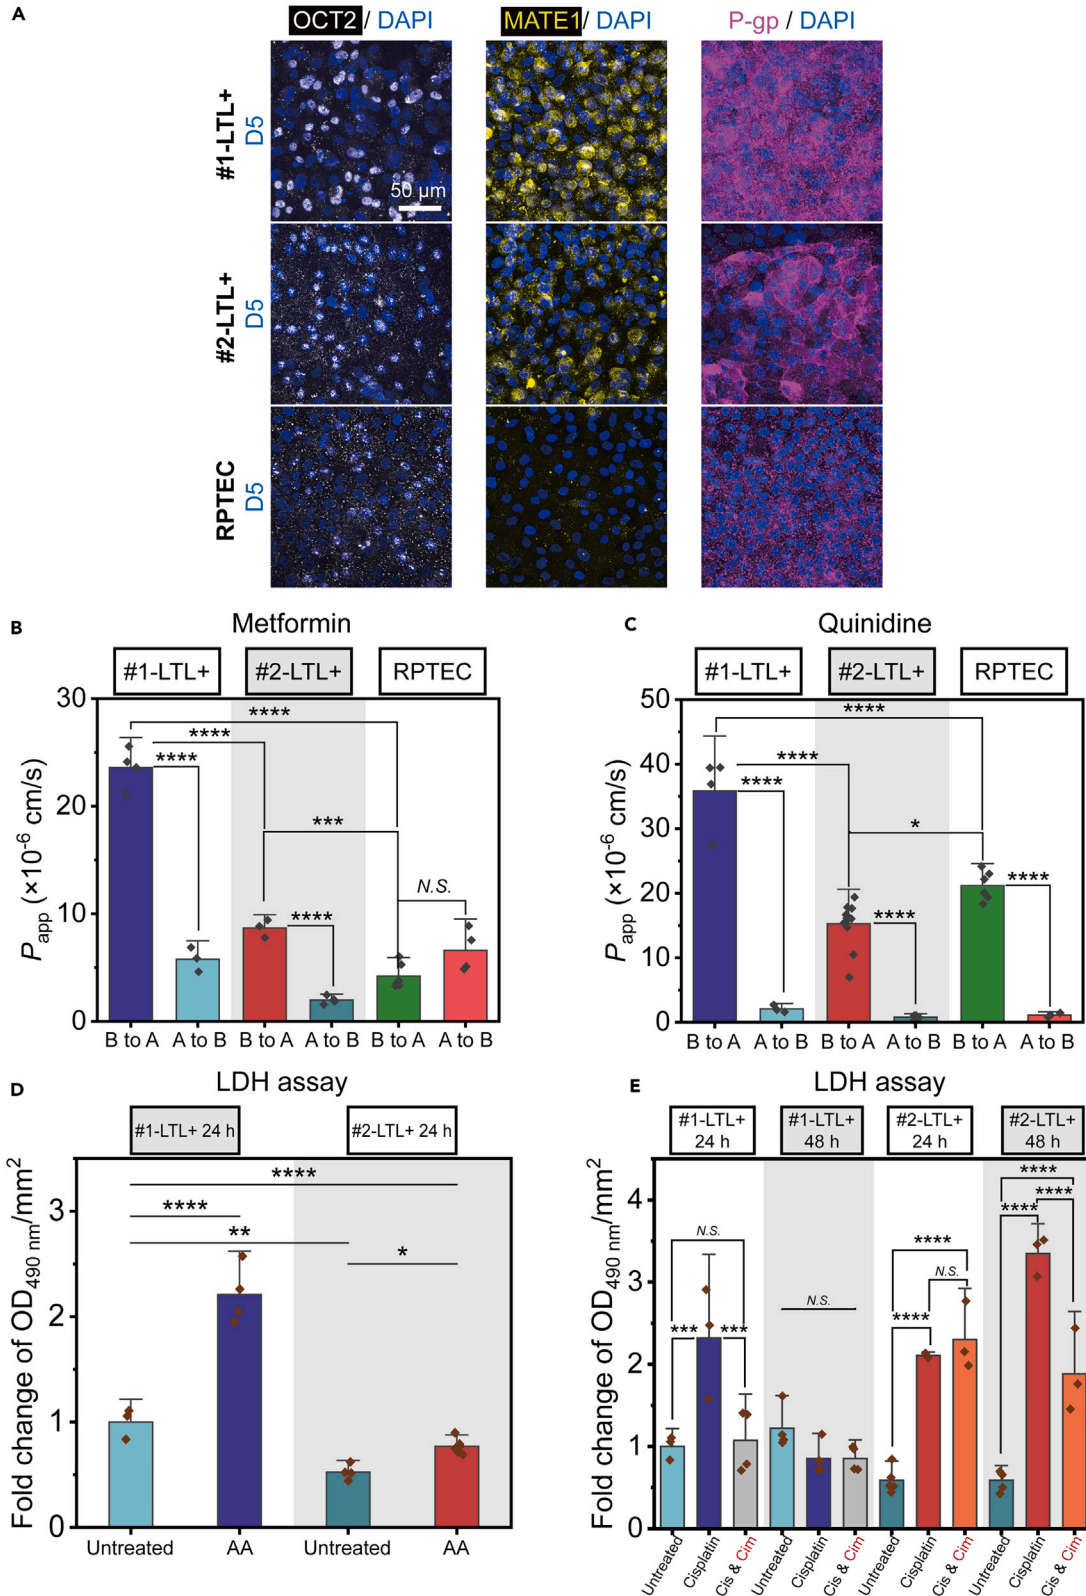 A
OCT2 / DAPI
MATE1 / DAPI
P-gp / DAPI
#1-LTL+
D5
50 µm
#2-LTL+
D5
RPTEC
D5
B
Metformin
#1-LTL+
#2-LTL+
RPTEC
30
20
10
0
Papp (×10-6 cm/s)
****
****
****
***
****
N.S.
B to A
A to B
B to A
A to B
B to A
A to B
C
Quinidine
#1-LTL+
#2-LTL+
RPTEC
50
40
30
20
10
0
Papp (×10-6 cm/s)
****
****
****
*
****
****
B to A
A to B
B to A
A to B
B to A
A to B
D
LDH assay
#1-LTL+ 24 h
#2-LTL+ 24 h
3
2
1
0
Fold change of OD490 nm/mm2
****
****
**
*
Untreated
AA
Untreated
AA
E
LDH assay
#1-LTL+
24 h
#1-LTL+
48 h
#2-LTL+
24 h
#2-LTL+
48 h
4
3
2
1
0
Fold change of OD490 nm/mm2
N.S.
***
***
N.S.
****
N.S.
****
****
****
****
Untreated
Cisplatin
Cis & Cim
Untreated
Cisplatin
Cis & Cim
Untreated
Cisplatin
Cis & Cim
Untreated
Cisplatin
Cis & Cim